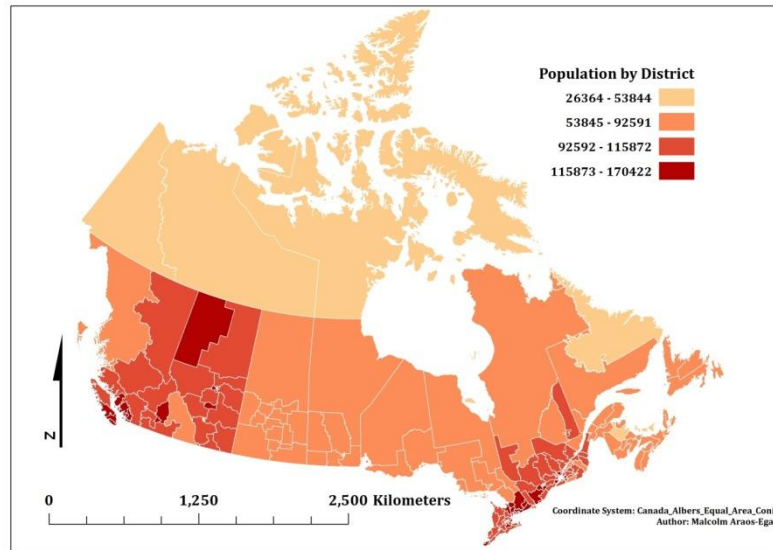 Population by District
26364 - 53844
53845 - 92591
92592 - 115872
115873 - 170422
N
0 1,250 2,500 Kilometers
Coordinate System: Canada_Albers_Equal_Area_Coni
Author: Malcolm Araos-Ega